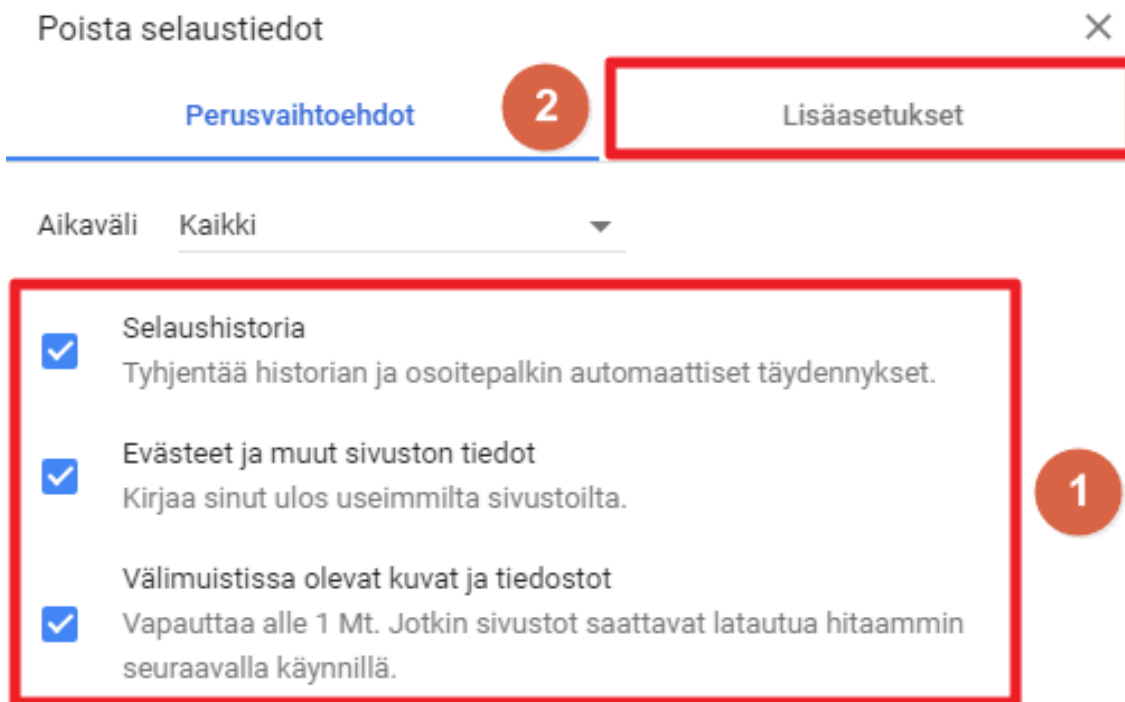 Poista selaustiedot
Perusvaihtoehdot
2
Lisäasetukset
Aikaväli Kaikki
Selaushistoria
Tyhjentää historian ja osoitepalkin automaattiset täydennykset.
Evästeet ja muut sivuston tiedot
Kirjaa sinut ulos useimmilta sivustoilta.
1
Välimuistissa olevat kuvat ja tiedostot
Vapauttaa alle 1 Mt. Jotkin sivustot saattavat latautua hitaammin
seuraavalla käynnillä.